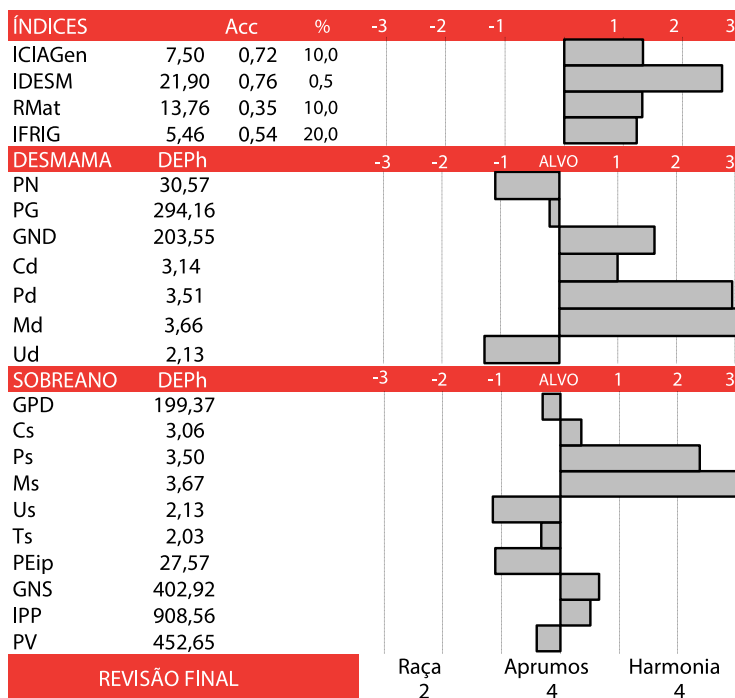 ÍNDICES Acc % -3 -2 -1 1 2 3
ICIAGen 7,50 0,72 10,0
IDESM 21,90 0,76 0,5
RMat 13,76 0,35 10,0
IFRIG 5,46 0,54 20,0
DESMAMA DEPh -3 -2 -1 ALVO 1 2 3
PN 30,57
PG 294,16
GND 203,55
Cd 3,14
Pd 3,51
Md 3,66
Ud 2,13
SOBREANO DEPh -3 -2 -1 ALVO 1 2 3
GPD 199,37
Cs 3,06
Ps 3,50
Ms 3,67
Us 2,13
Ts 2,03
PEip 27,57
GNS 402,92
IPP 908,56
PV 452,65
REVISÃO FINAL Raça Aprumos Harmonia
2 4 4